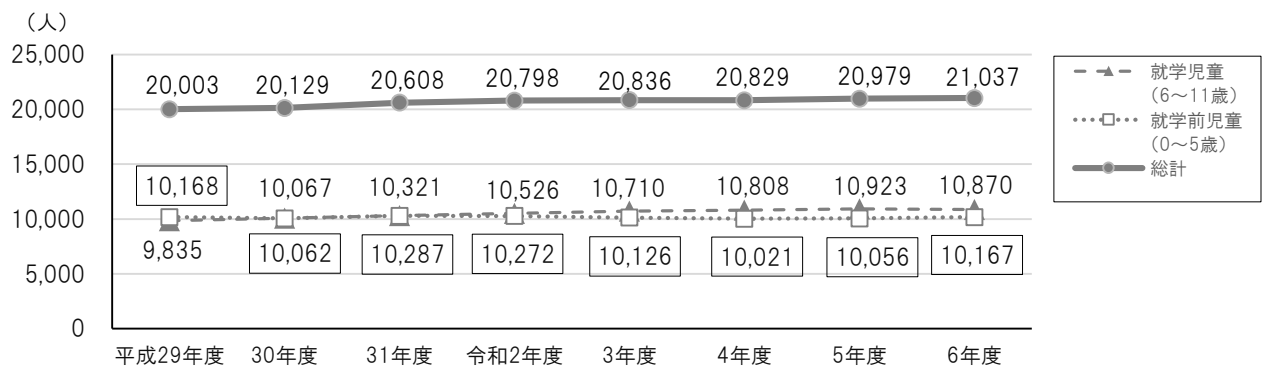 （人）
25,000
20,000
15,000
10,000
5,000
0
20,003 20,129 20,608 20,798 20,836 20,829 20,979 21,037
10,168 10,067 10,321 10,526 10,710 10,808 10,923 10,870
9,835 10,062 10,287 10,272 10,126 10,021 10,056 10,167
平成29年度 30年度 31年度 令和2年度 3年度 4年度 5年度 6年度
就学児童
（6～11歳）
就学前児童
（0～5歳）
総計